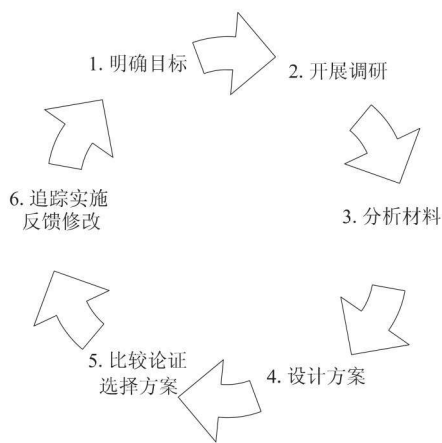 1. 明确目标
2. 开展调研
3. 分析材料
4. 设计方案
5. 比较论证
选择方案
6. 追踪实施
反馈修改